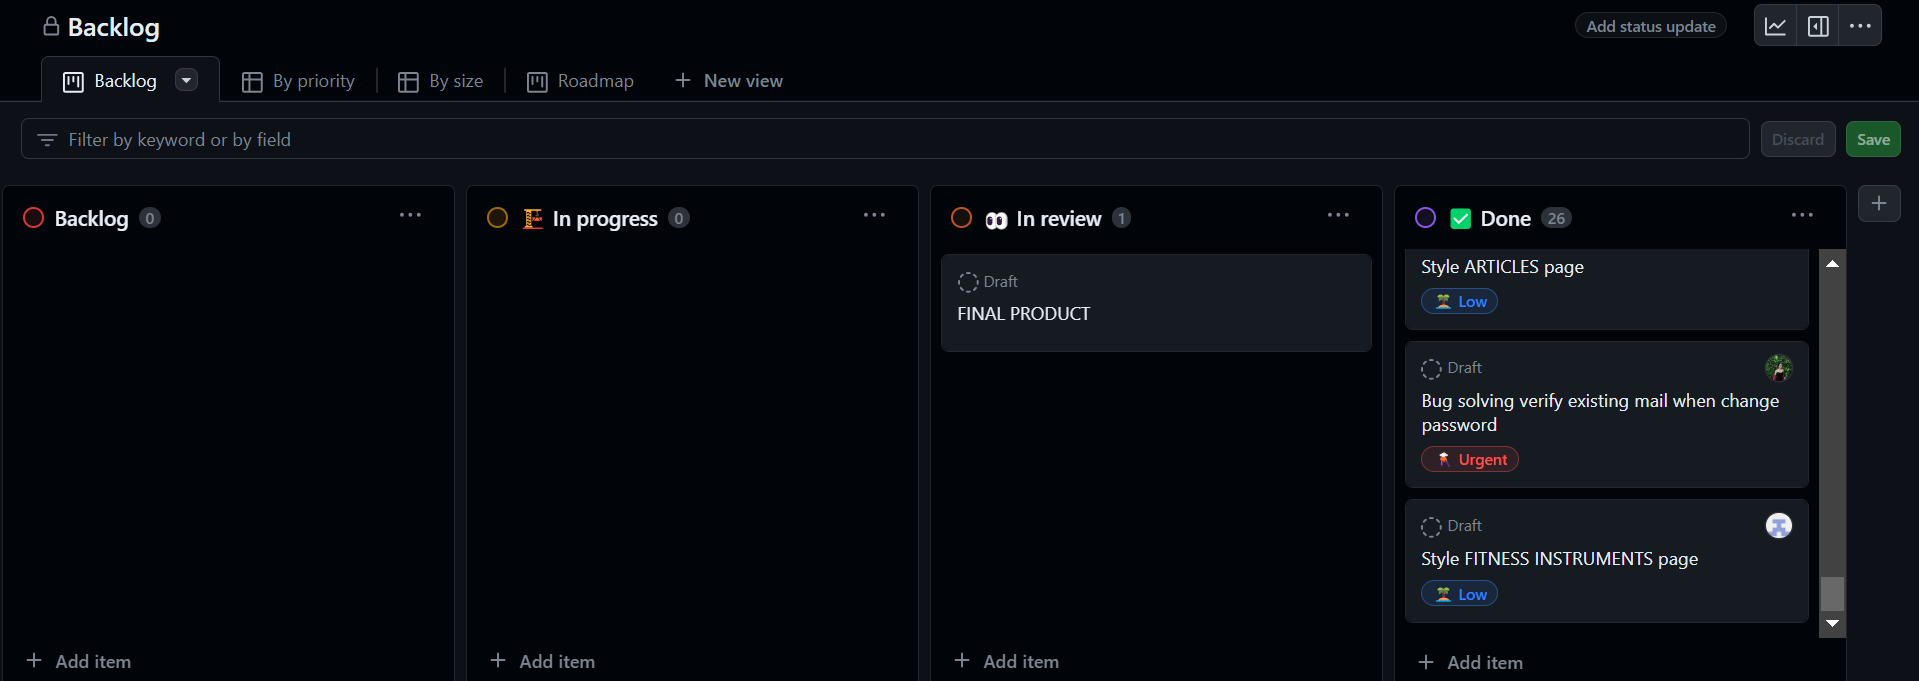 Backlog
Add status update
Backlog
By priority
By size
Roadmap
New view
Filter by keyword or by field
Discard
Save
Backlog 0
In progress 0
In review 1
Done 26
Draft
FINAL PRODUCT
Style ARTICLES page
Low
Draft
Bug solving verify existing mail when change
password
Urgent
Draft
Style FITNESS INSTRUMENTS page
Low
Add item
Add item
Add item
Add item